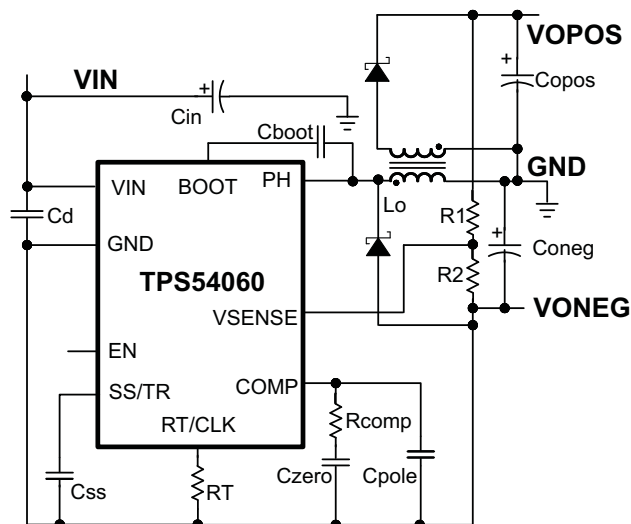 VOPOS
VIN
+
+
Copos
Cin
Cboot
GND
VIN
BOOT
PH
Lo
Cd
R1
+
GND
Coneg
TPS54060
R2
VSENSE
VONEG
EN
COMP
SS/TR
Rcomp
RT/CLK
Css
RT
Czero
Cpole